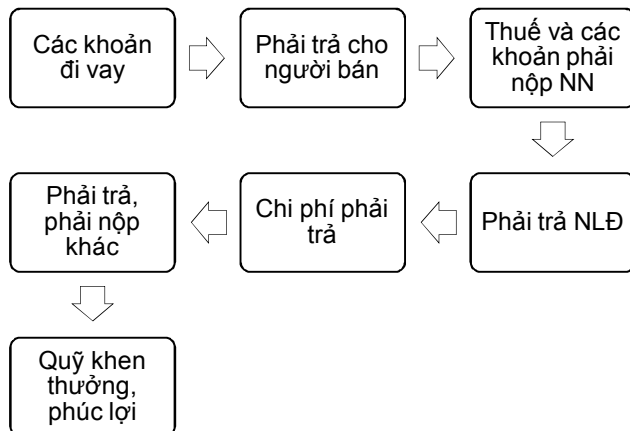 Các khoản
đi vay
Phải trả cho
người bán
Thuế và các
khoản phải
nộp NN
Phải trả NLĐ
Chi phí phải
trả
Phải trả,
phải nộp
khác
Quỹ khen
thưởng,
phúc lợi